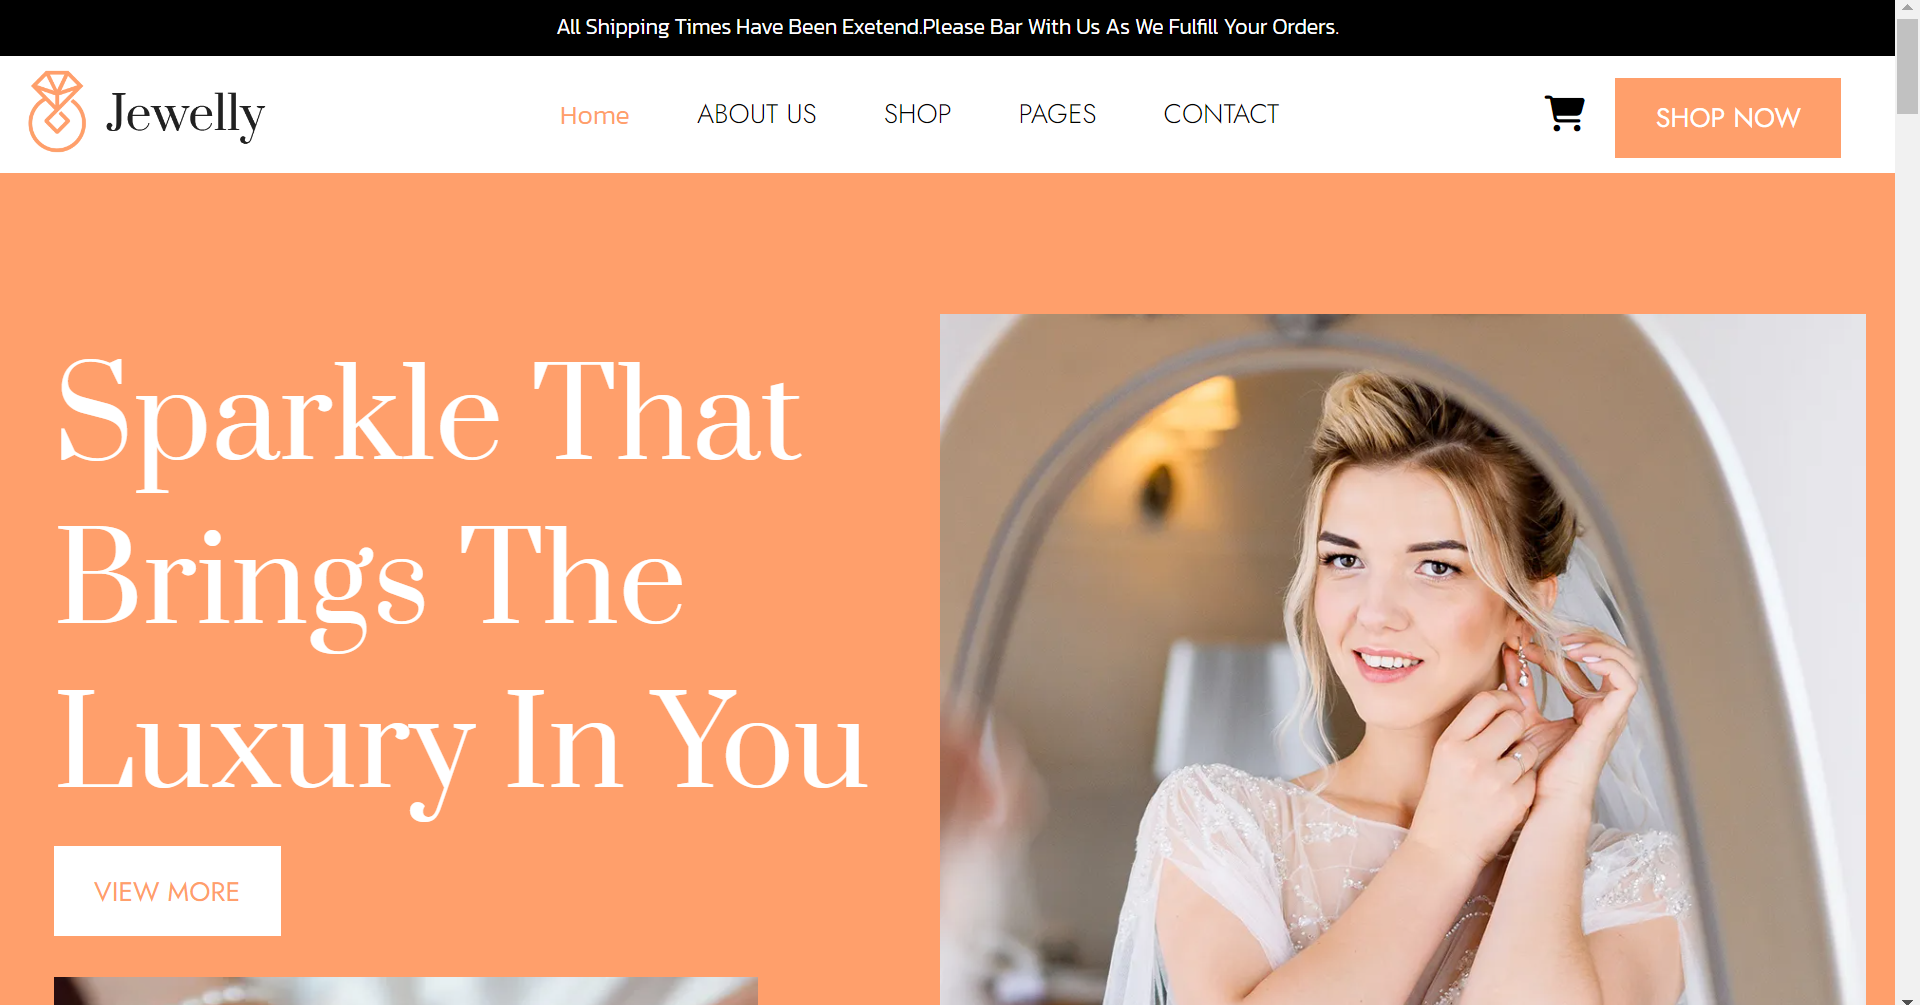 All Shipping Times Have Been Exetend.Please Bar With Us As We Fulfill Your Orders.
Jewelly
Home
ABOUT US
SHOP
PAGES
CONTACT
SHOP NOW
Sparkle That
Brings The
Luxury In You
VIEW MORE